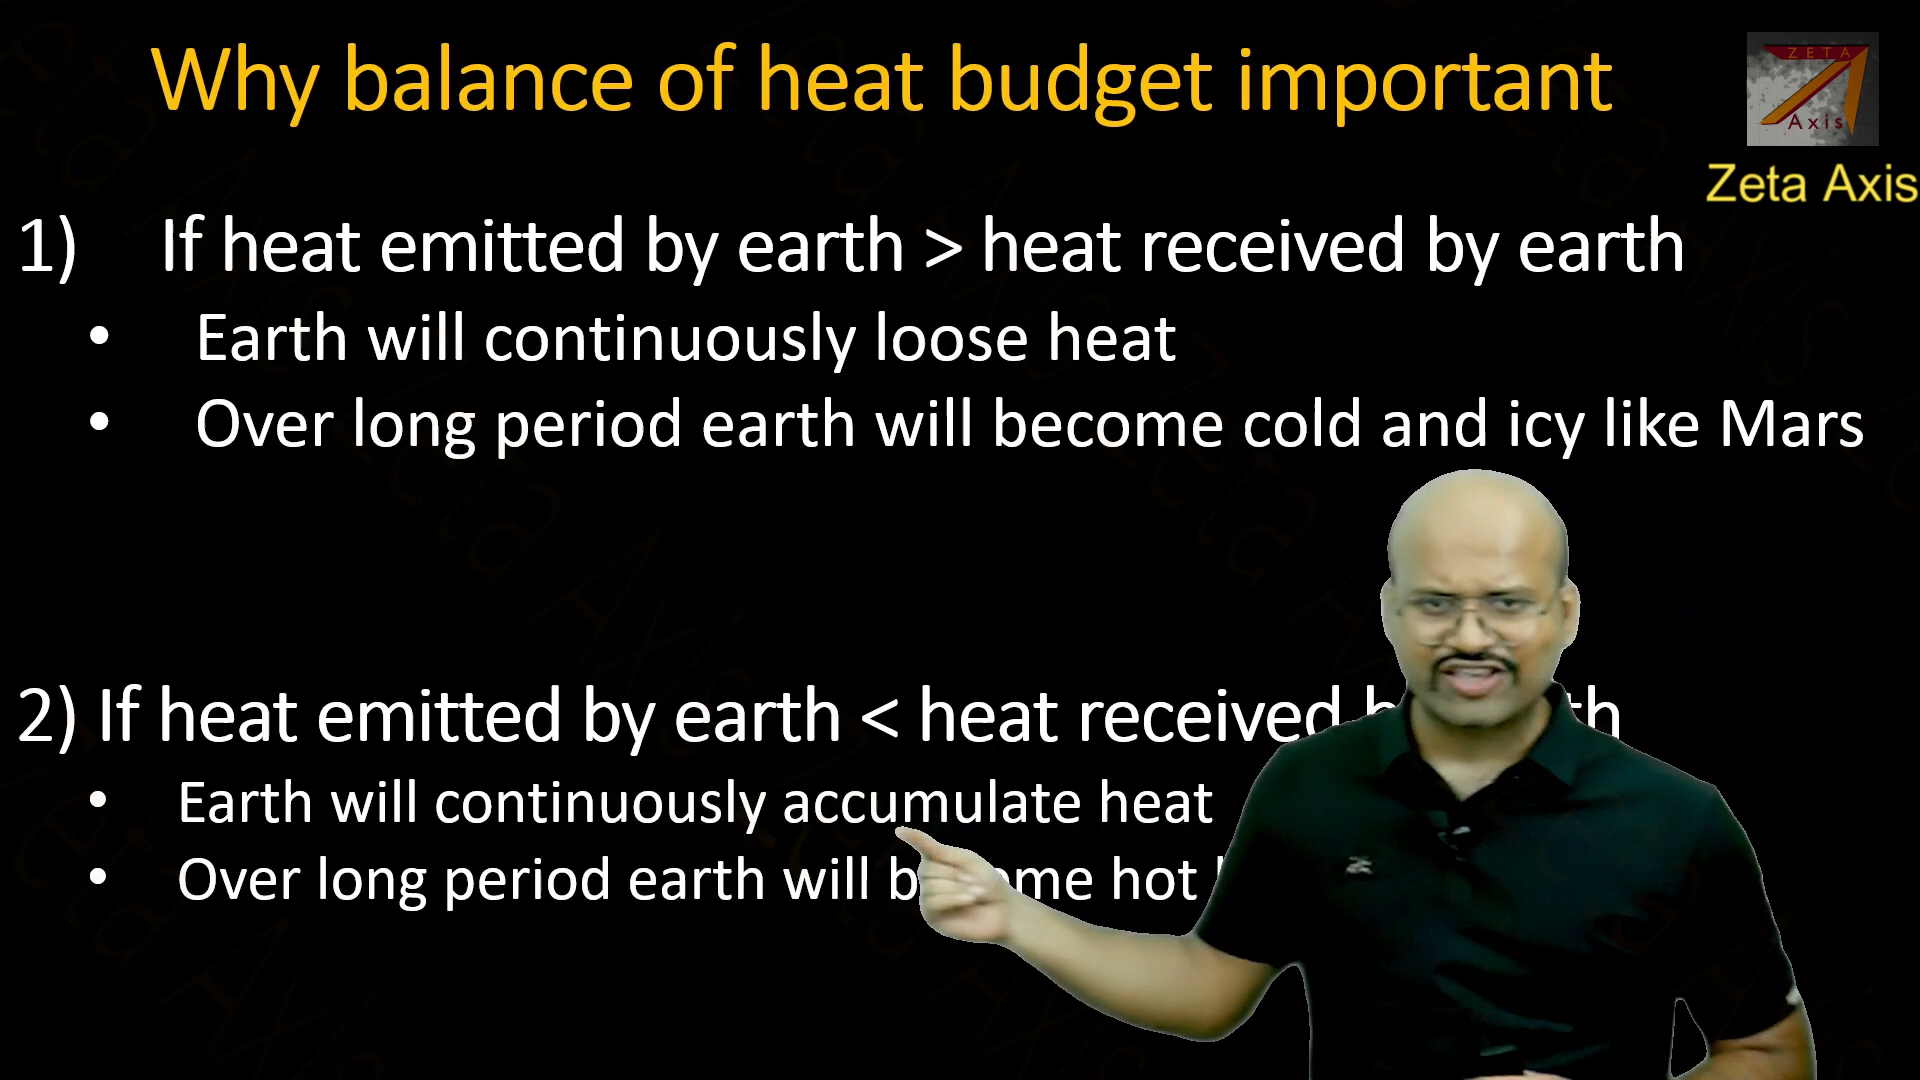 Why balance of heat budget important
ZETA
Axis
Zeta Axis
1) If heat emitted by earth > heat received by earth
• Earth will continuously loose heat
• Over long period earth will become cold and icy like Mars
2) If heat emitted by earth < heat received
• Earth will continuously accumulate heat
• Over long period earth will hot